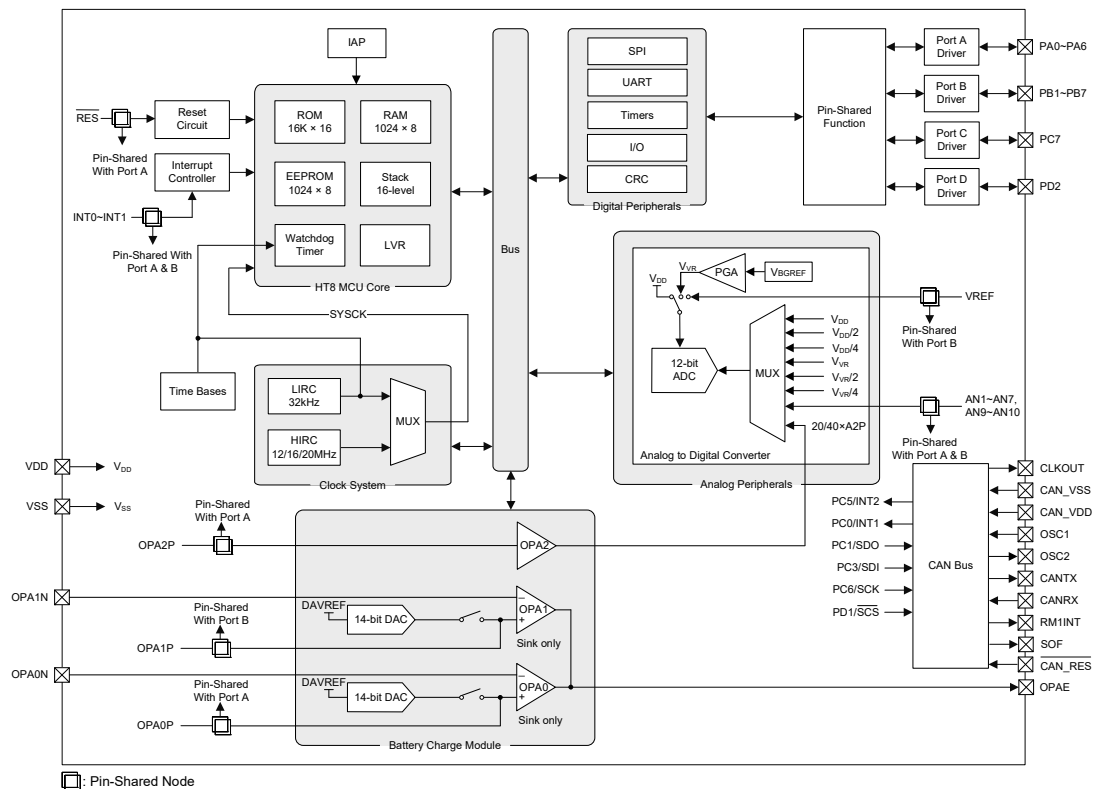 IAP
RES
Pin-Shared
With Port A
Reset
Circuit
Interrupt
Controller
INT0~INT1
Pin-Shared With
Port A & B
ROM
16K × 16
RAM
1024 × 8
EEPROM
1024 × 8
Stack
16-level
Watchdog
Timer
LVR
HT8 MCU Core
SYSCK
Time Bases
LIRC
32kHz
HIRC
12/16/20MHz
MUX
Clock System
Bus
SPI
UART
Timers
I/O
CRC
Digital Peripherals
Pin-Shared
Function
Port A
Driver
Port B
Driver
Port C
Driver
Port D
Driver
PA0~PA6
PB1~PB7
PC7
PD2
VDD
VVR
PGA
VBGREF
12-bit
ADC
MUX
VDD
VDD/2
VDD/4
VVR
VVR/2
VVR/4
20/40×A2P
Analog to Digital Converter
Analog Peripherals
VREF
Pin-Shared
With Port B
AN1~AN7,
AN9~AN10
Pin-Shared
With Port A & B
VDD
VDD
VSS
VSS
Pin-Shared
With Port A
OPA2P
OPA2
OPA1N
Pin-Shared
With Port B
OPA1P
DAVREF
14-bit DAC
–
OPA1
+
Sink only
OPA0N
Pin-Shared
With Port A
OPA0P
DAVREF
14-bit DAC
–
OPA0
+
Sink only
Battery Charge Module
PC5/INT2
PC0/INT1
PC1/SDO
PC3/SDI
PC6/SCK
PD1/SCS
CAN Bus
CLKOUT
CAN_VSS
CAN_VDD
OSC1
OSC2
CANTX
CANRX
RM1INT
SOF
CAN_RES
OPAE
: Pin-Shared Node